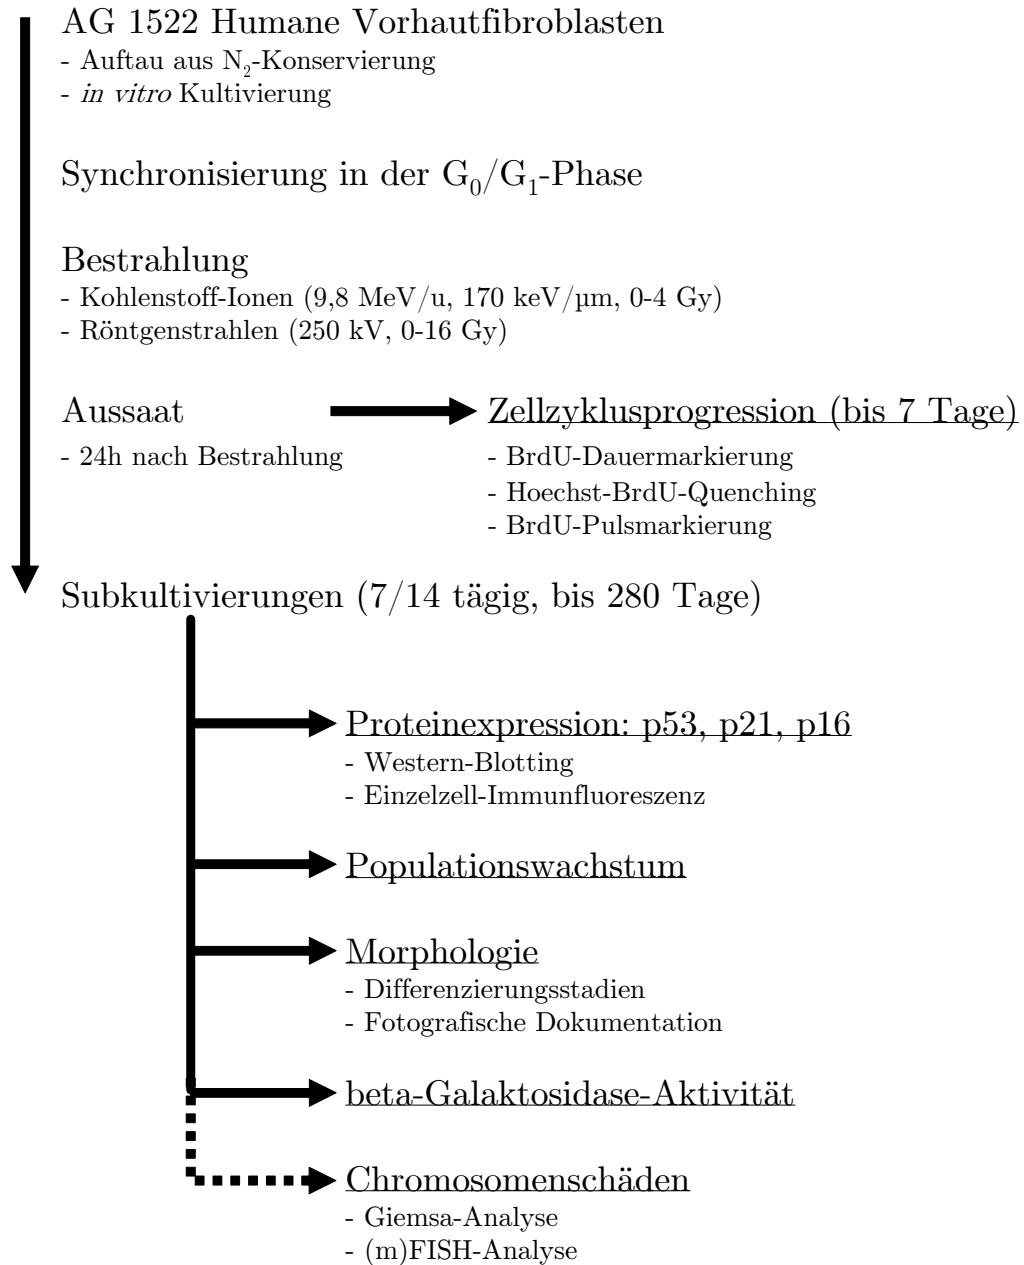 AG 1522 Humane Vorhautfibroblasten
- Auftau aus N₂-Konservierung
- in vitro Kultivierung
Synchronisierung in der G₀/G₁-Phase
Bestrahlung
- Kohlenstoff-Ionen (9,8 MeV/u, 170 keV/µm, 0-4 Gy)
- Röntgenstrahlen (250 kV, 0-16 Gy)
Aussaat
- 24h nach Bestrahlung
Zellzyklusprogression (bis 7 Tage)
- BrdU-Dauermarkierung
- Hoechst-BrdU-Quenching
- BrdU-Pulsmarkierung
Subkultivierungen (7/14 tägig, bis 280 Tage)
Proteinexpression: p53, p21, p16
- Western-Blotting
- Einzelzell-Immunfluoreszenz
Populationswachstum
Morphologie
- Differenzierungsstadien
- Fotografische Dokumentation
beta-Galaktosidase-Aktivität
Chromosomenschäden
- Giemsa-Analyse
- (m)FISH-Analyse